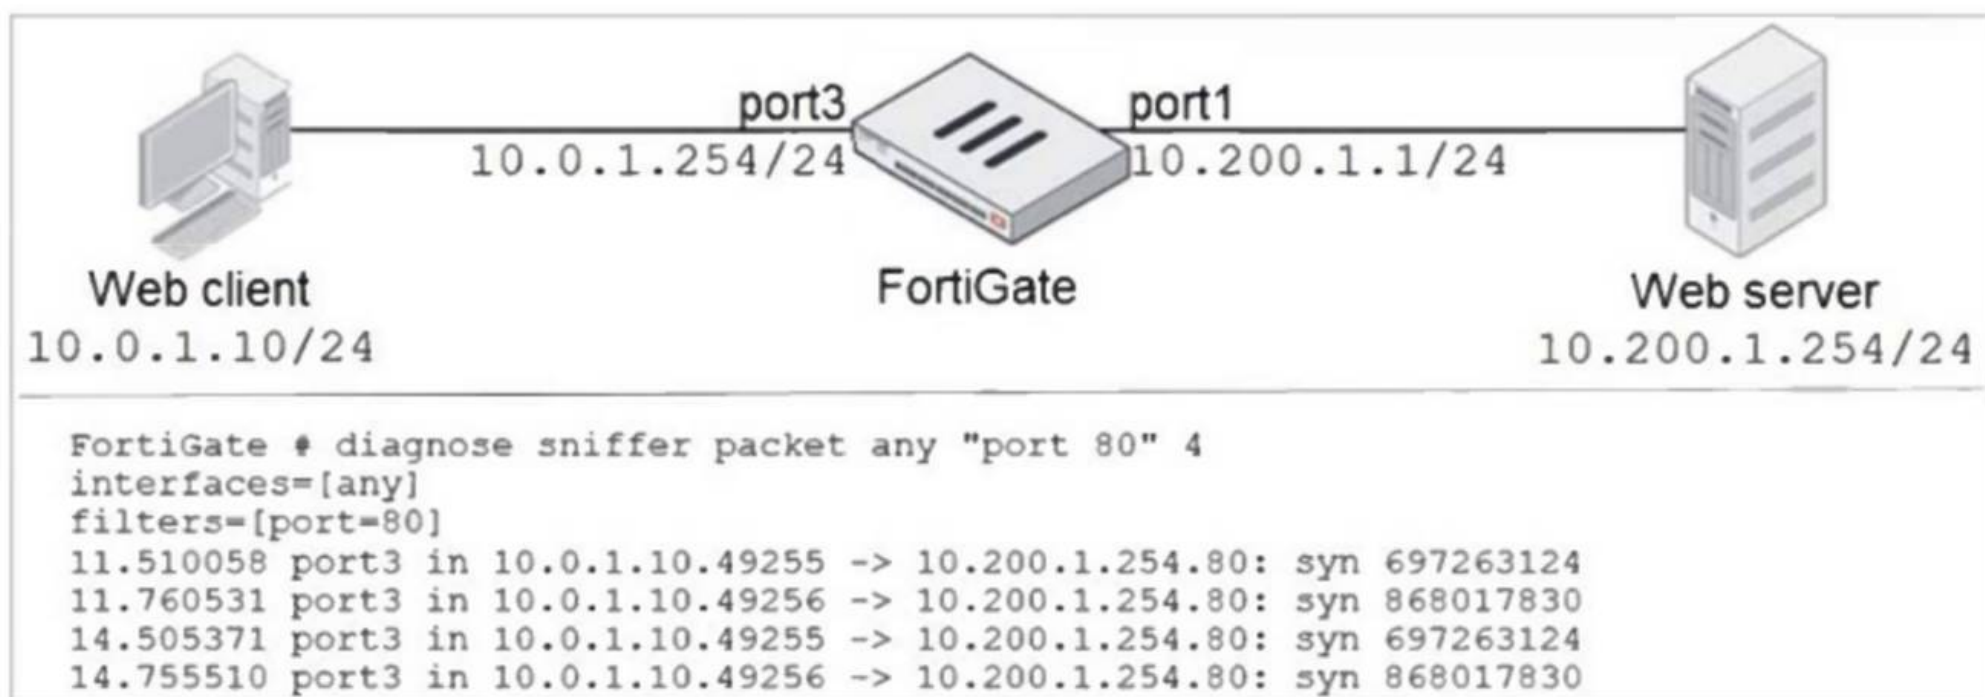 port3
port1
10.0.1.254/24
10.200.1.1/24
Web client
FortiGate
Web server
10.0.1.10/24
10.200.1.254/24
FortiGate # diagnose sniffer packet any "port 80" 4
interfaces=[any]
filters=[port=80]
11.510058 port3 in 10.0.1.10.49255 -> 10.200.1.254.80: syn 697263124
11.760531 port3 in 10.0.1.10.49256 -> 10.200.1.254.80: syn 868017830
14.505371 port3 in 10.0.1.10.49255 -> 10.200.1.254.80: syn 697263124
14.755510 port3 in 10.0.1.10.49256 -> 10.200.1.254.80: syn 868017830